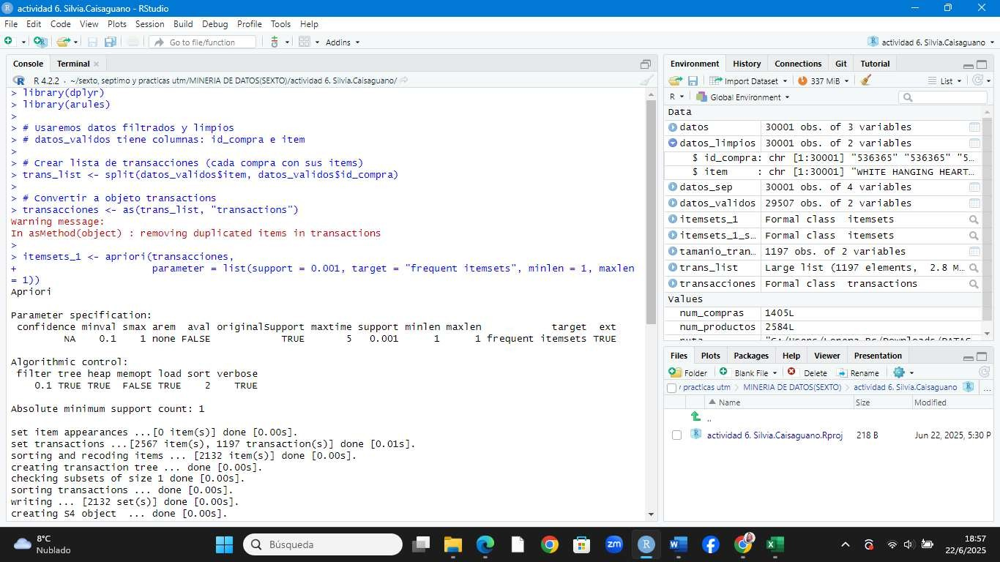 actividad 6. Silvia.Caisaguano - RStudio
File Edit Code View Plots Session Build Debug Profile Tools Help
Go to file/function Addins actividad 6. Silvia.Caisaguano
Console Terminal
R 4.2.2 · ~/sexto, septimo y practicas utm/MINERIA DE DATOS(SEXTO)/actividad 6. Silvia.Caisaguano/
> library(dplyr)
> library(arules)
>
> # Usaremos datos filtrados y limpios
> # datos_validos tiene columnas: id_compra e item
>
> # Crear lista de transacciones (cada compra con sus items)
> trans_list <- split(datos_validos$item, datos_validos$id_compra)
>
> # Convertir a objeto transactions
> transacciones <- as(trans_list, "transactions")
Warning message:
In asMethod(object) : removing duplicated items in transactions
>
> itemsets_1 <- apriori(transacciones,
+ parameter = list(support = 0.001, target = "frequent itemsets", minlen = 1, maxlen
= 1))
Apriori
Parameter specification:
confidence minval smax arem aval originalSupport maxtime support minlen maxlen target ext
NA 0.1 1 none FALSE TRUE 5 0.001 1 1 frequent itemsets TRUE
Algorithmic control:
filter tree heap memopt load sort verbose
0.1 TRUE TRUE FALSE TRUE 2 TRUE
Absolute minimum support count: 1
set item appearances ...[0 item(s)] done [0.00s].
set transactions ...[2567 item(s), 1197 transaction(s)] done [0.01s].
sorting and recoding items ... [2132 item(s)] done [0.00s].
creating transaction tree ... done [0.00s].
checking subsets of size 1 done [0.00s].
sorting transactions ... done [0.00s].
writing ... [2132 set(s)] done [0.00s].
creating S4 object ... done [0.00s].
Environment History Connections Git Tutorial
Import Dataset 337 MiB List
R Global Environment
Data
datos 30001 obs. of 3 variables
datos_limpios 30001 obs. of 2 variables
$ id_compra: chr [1:30001] "536365" "536365" "5...
$ item : chr [1:30001] "WHITE HANGING HEART...
datos_sep 30001 obs. of 4 variables
datos_validos 29507 obs. of 2 variables
itemsets_1 Formal class itemsets
itemsets_1_s... Formal class itemsets
tamanio_tran... 1197 obs. of 2 variables
trans_list Large list (1197 elements, 2.8 M...
transacciones Formal class transactions
Values
num_compras 1405L
num_productos 2584L
Files Plots Packages Help Viewer Presentation
Folder Blank File Delete Rename
practicas utm MINERIA DE DATOS(SEXTO) actividad 6. Silvia.Caisaguano ...
Name Size Modified
..
actividad 6. Silvia.Caisaguano.Rproj 218 B Jun 22, 2025, 5:30 P
8°C
Nublado
Búsqueda
zm
18:57
22/6/2025